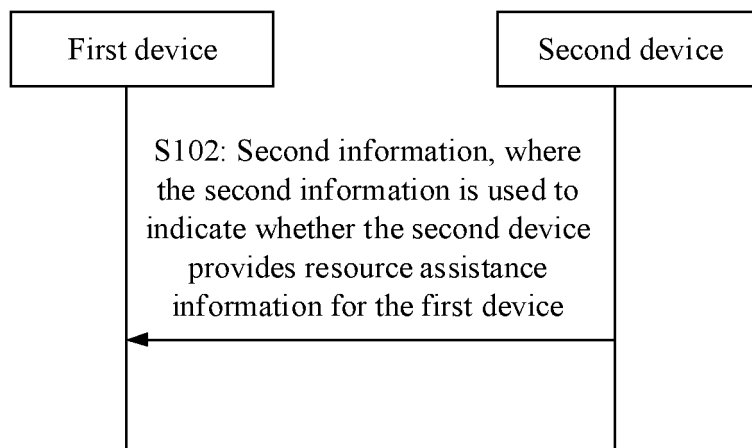 First device
Second device
S102: Second information, where
the second information is used to
indicate whether the second device
provides resource assistance
information for the first device